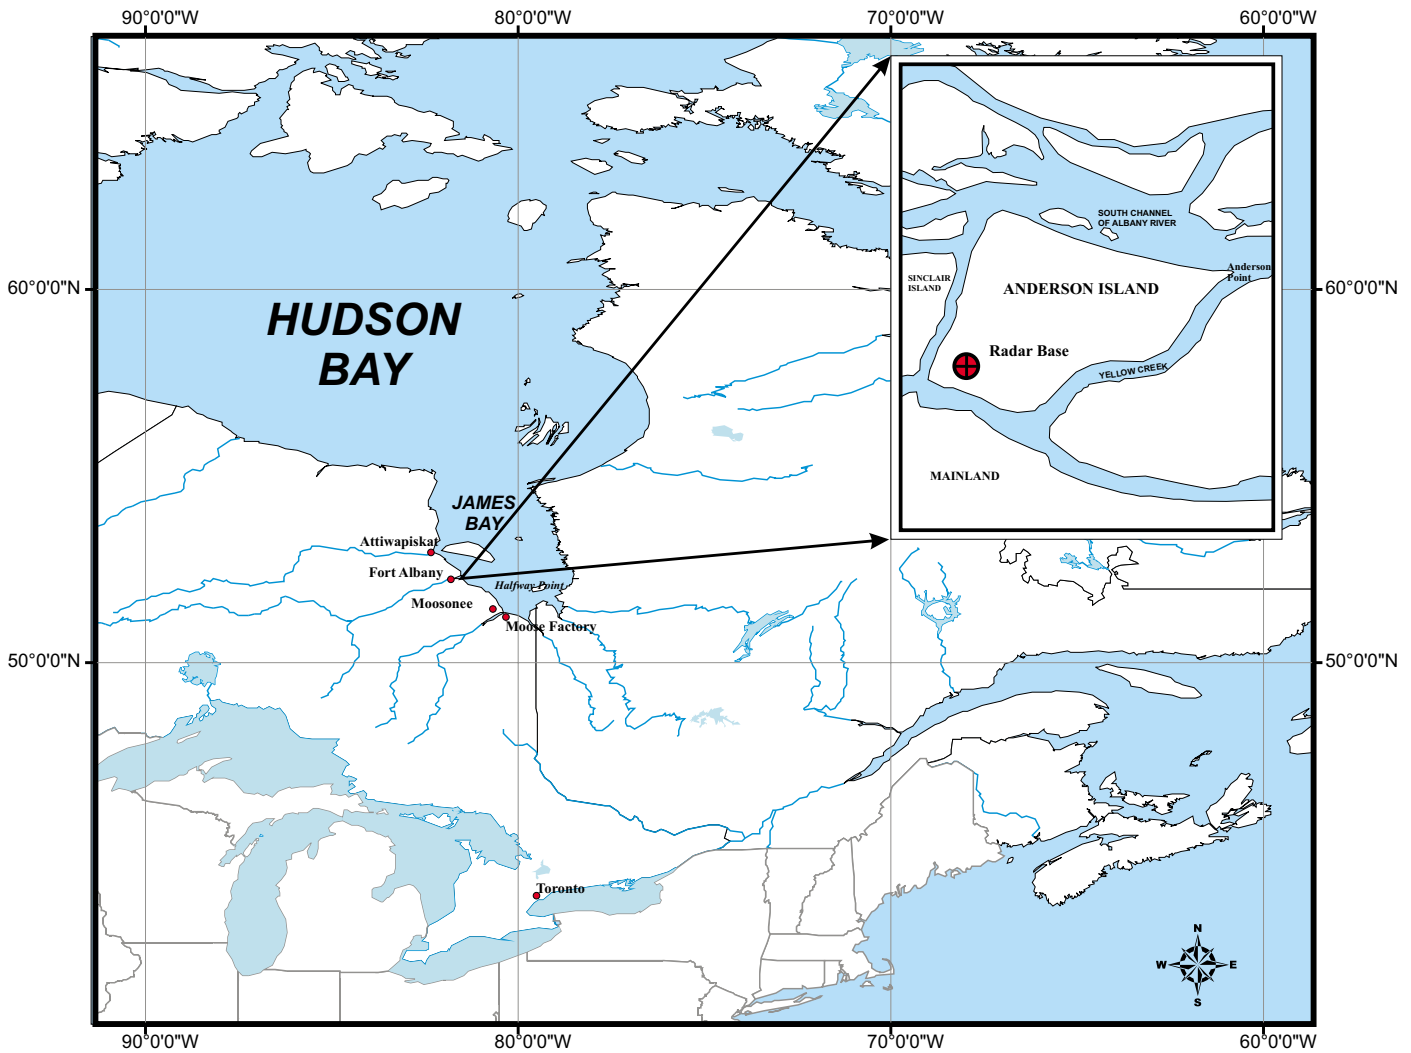 90°0'0"W
80°0'0"W
70°0'0"W
60°0'0"W
SOUTH CHANNEL
OF ALBANY RIVER
Anderson
Point
SINCLAIR
ISLAND
ANDERSON ISLAND
60°0'0"N
60°0'0"N
HUDSON
BAY
Radar Base
YELLOW CREEK
MAINLAND
JAMES
BAY
Attiwapiskat
Fort Albany
Halfway Point
Moosonee
Moose Factory
50°0'0"N
50°0'0"N
Toronto
N
W
E
S
90°0'0"W
80°0'0"W
70°0'0"W
60°0'0"W